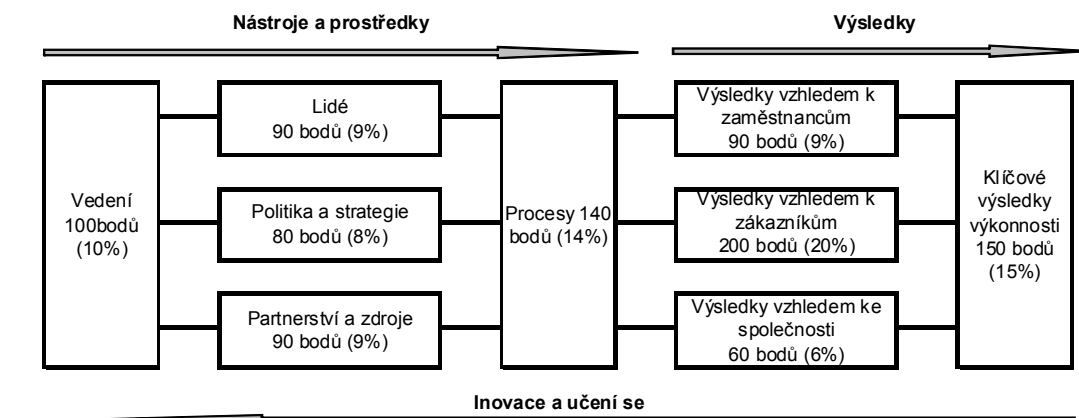 Nástroje a prostředky
Výsledky
Vedení
100bodů
(10%)
Lidé
90 bodů (9%)
Politika a strategie
80 bodů (8%)
Partnerství a zdroje
90 bodů (9%)
Procesy 140
bodů (14%)
Výsledky vzhledem k
zaměstnancům
90 bodů (9%)
Výsledky vzhledem k
zákazníkům
200 bodů (20%)
Výsledky vzhledem ke
společnosti
60 bodů (6%)
Klíčové
výsledky
výkonnosti
150 bodů
(15%)
Inovace a učení se